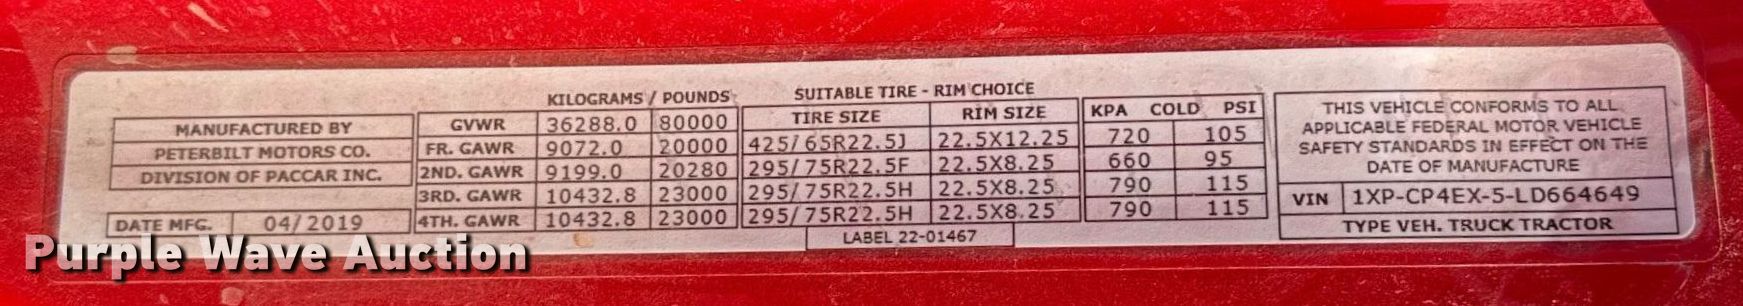 KILOGRAMS / POUNDS SUITABLE TIRE - RIM CHOICE
MANUFACTURED BY
PETERBILT MOTORS CO.
DIVISION OF PACCAR INC.
DATE MFG. 04/2019
TIRE SIZE RIM SIZE KPA COLD PSI
GVWR 36288.0 80000
FR. GAWR 9072.0 20000 425/65R22.5J 22.5X12.25 720 105
2ND. GAWR 9199.0 20280 295/75R22.5F 22.5X8.25 660 95
3RD. GAWR 10432.8 23000 295/75R22.5H 22.5X8.25 790 115
4TH. GAWR 10432.8 23000 295/75R22.5H 22.5X8.25 790 115
LABEL 22-01467
THIS VEHICLE CONFORMS TO ALL
APPLICABLE FEDERAL MOTOR VEHICLE
SAFETY STANDARDS IN EFFECT ON THE
DATE OF MANUFACTURE
VIN 1XP-CP4EX-5-LD664649
TYPE VEH. TRUCK TRACTOR
Purple Wave Auction